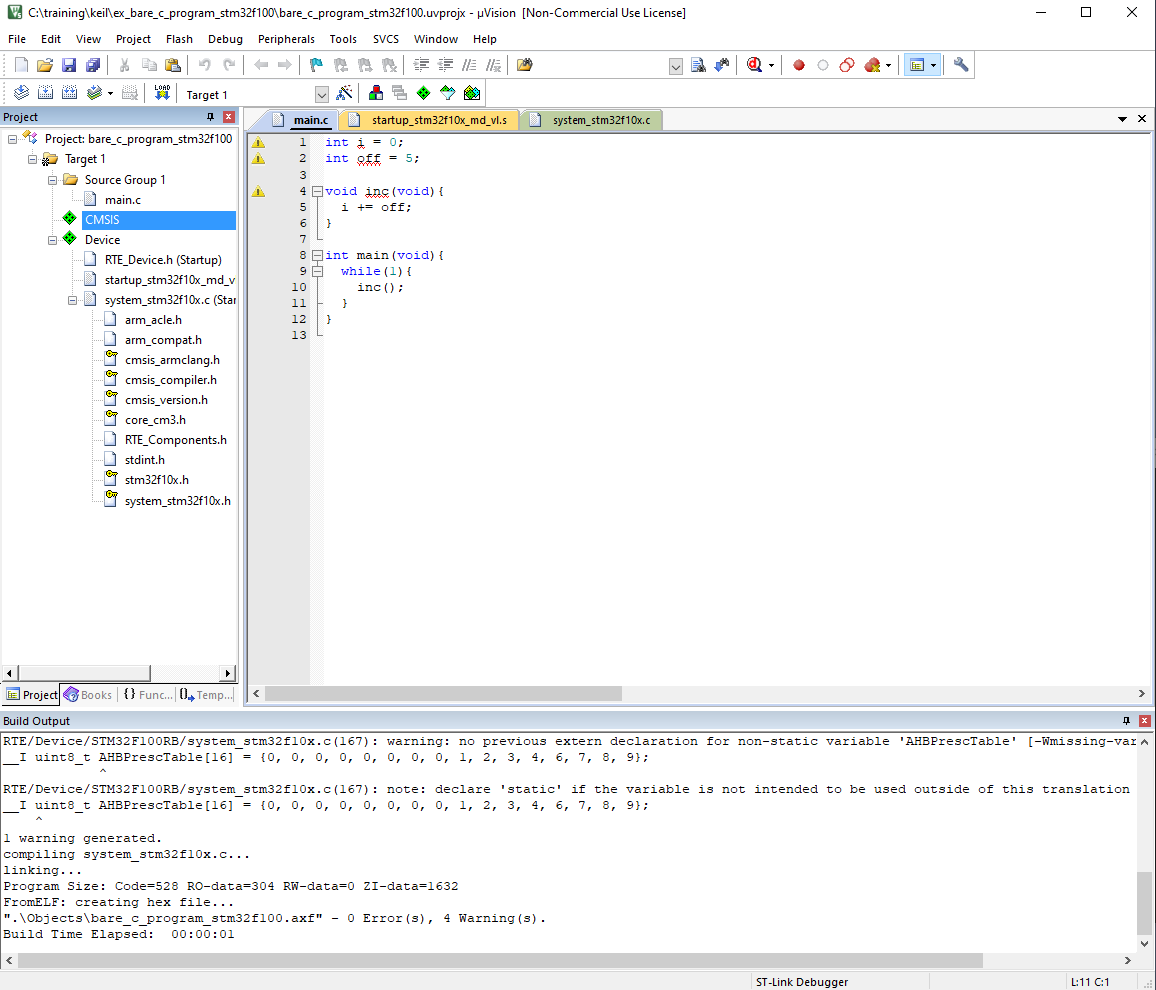 C:\training\keil\ex_bare_c_program_stm32f100\bare_c_program_stm32f100.uvprojx - µVision [Non-Commercial Use License]
File Edit View Project Flash Debug Peripherals Tools SVCS Window Help
LOAD Target 1
Project
Project: bare_c_program_stm32f100
Target 1
Source Group 1
main.c
CMSIS
Device
RTE_Device.h (Startup)
startup_stm32f10x_md_v
system_stm32f10x.c (Star
arm_acle.h
arm_compat.h
cmsis_armclang.h
cmsis_compiler.h
cmsis_version.h
core_cm3.h
RTE_Components.h
stdint.h
stm32f10x.h
system_stm32f10x.h
Project Books {} Func... Temp...
main.c startup_stm32f10x_md_vl.s system_stm32f10x.c
1 int i = 0;
2 int off = 5;
3
4 void inc(void){
5 i += off;
6 }
7
8 int main(void){
9 while(1){
10 inc();
11 }
12 }
13
Build Output
RTE/Device/STM32F100RB/system_stm32f10x.c(167): warning: no previous extern declaration for non-static variable 'AHBPrescTable' [-Wmissing-var
__I uint8_t AHBPrescTable[16] = {0, 0, 0, 0, 0, 0, 0, 0, 1, 2, 3, 4, 6, 7, 8, 9};
^
RTE/Device/STM32F100RB/system_stm32f10x.c(167): note: declare 'static' if the variable is not intended to be used outside of this translation
__I uint8_t AHBPrescTable[16] = {0, 0, 0, 0, 0, 0, 0, 0, 1, 2, 3, 4, 6, 7, 8, 9};
^
1 warning generated.
compiling system_stm32f10x.c...
linking...
Program Size: Code=528 RO-data=304 RW-data=0 ZI-data=1632
FromELF: creating hex file...
".\Objects\bare_c_program_stm32f100.axf" - 0 Error(s), 4 Warning(s).
Build Time Elapsed: 00:00:01
ST-Link Debugger L:11 C:1